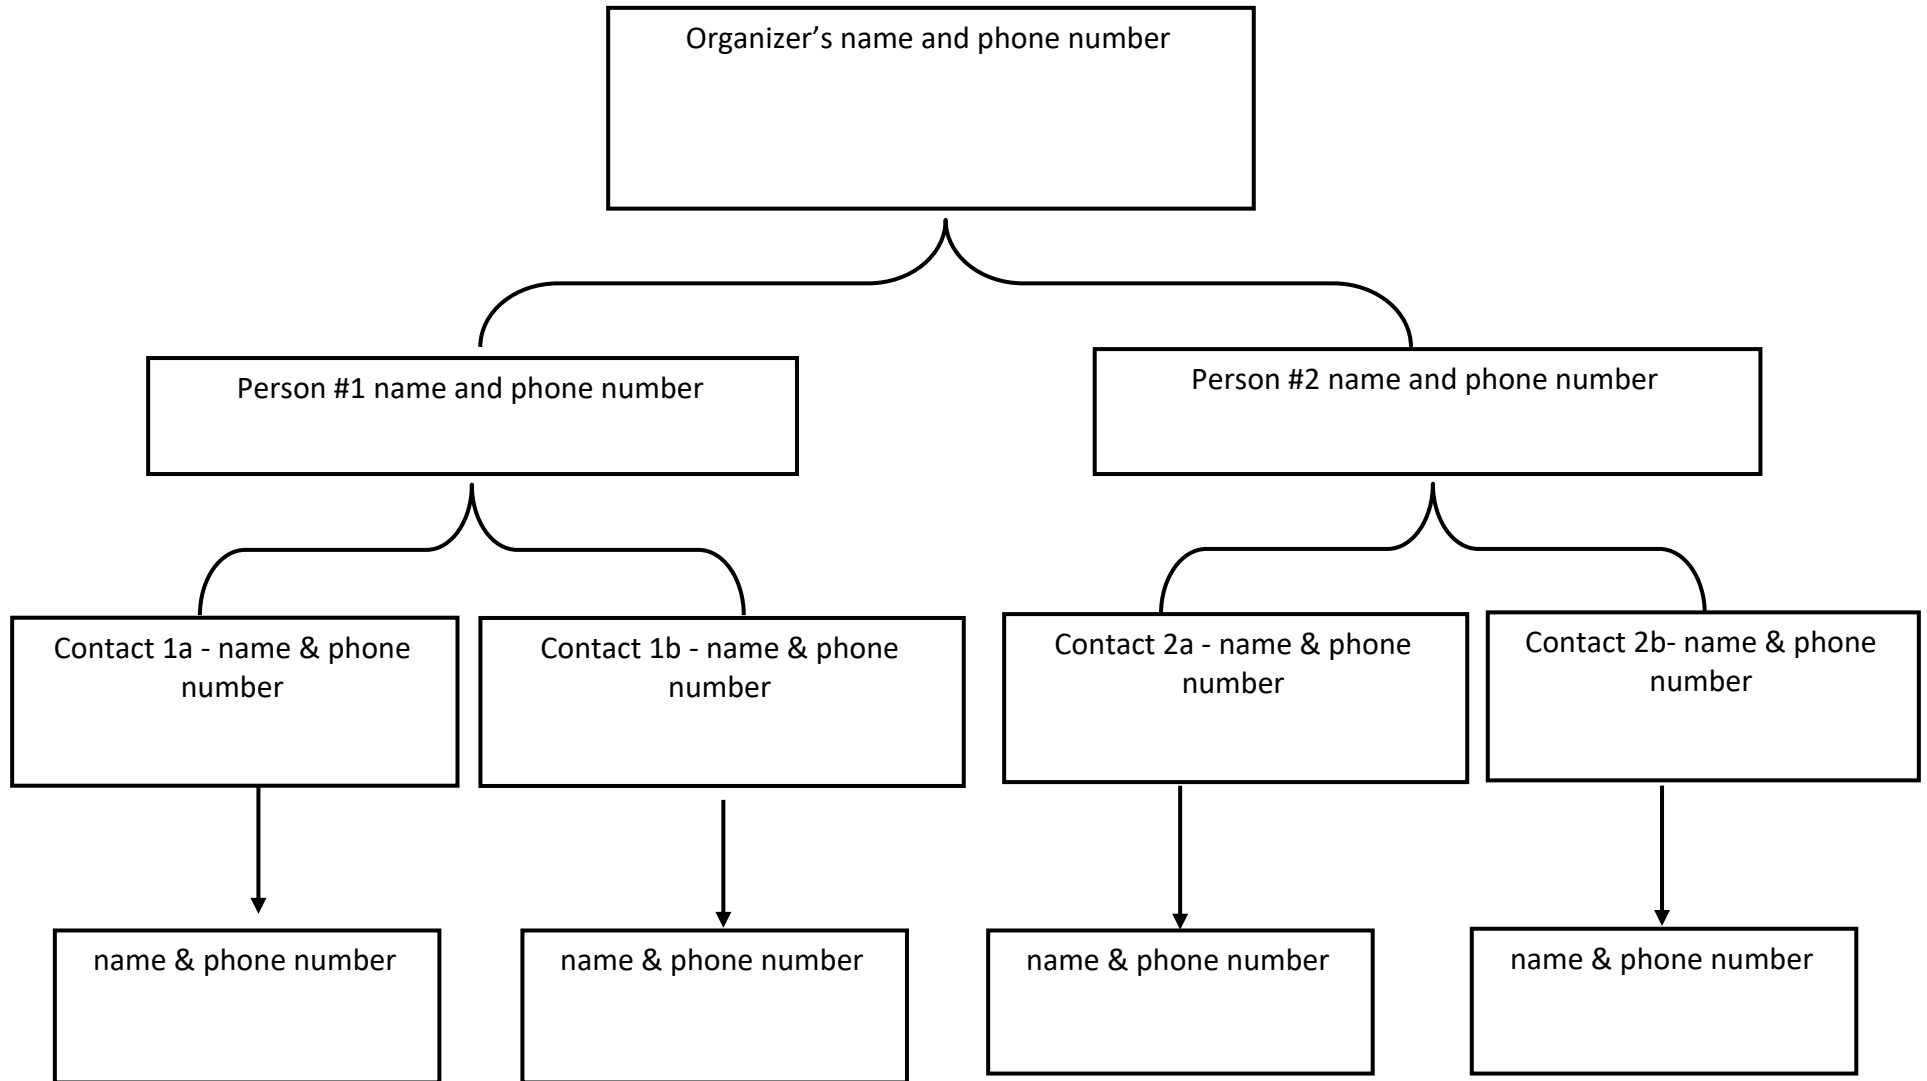 Organizer’s name and phone number
Person #1 name and phone number
Person #2 name and phone number
Contact 1a - name & phone
number
Contact 1b - name & phone
number
Contact 2a - name & phone
number
Contact 2b- name & phone
number
name & phone number
name & phone number
name & phone number
name & phone number